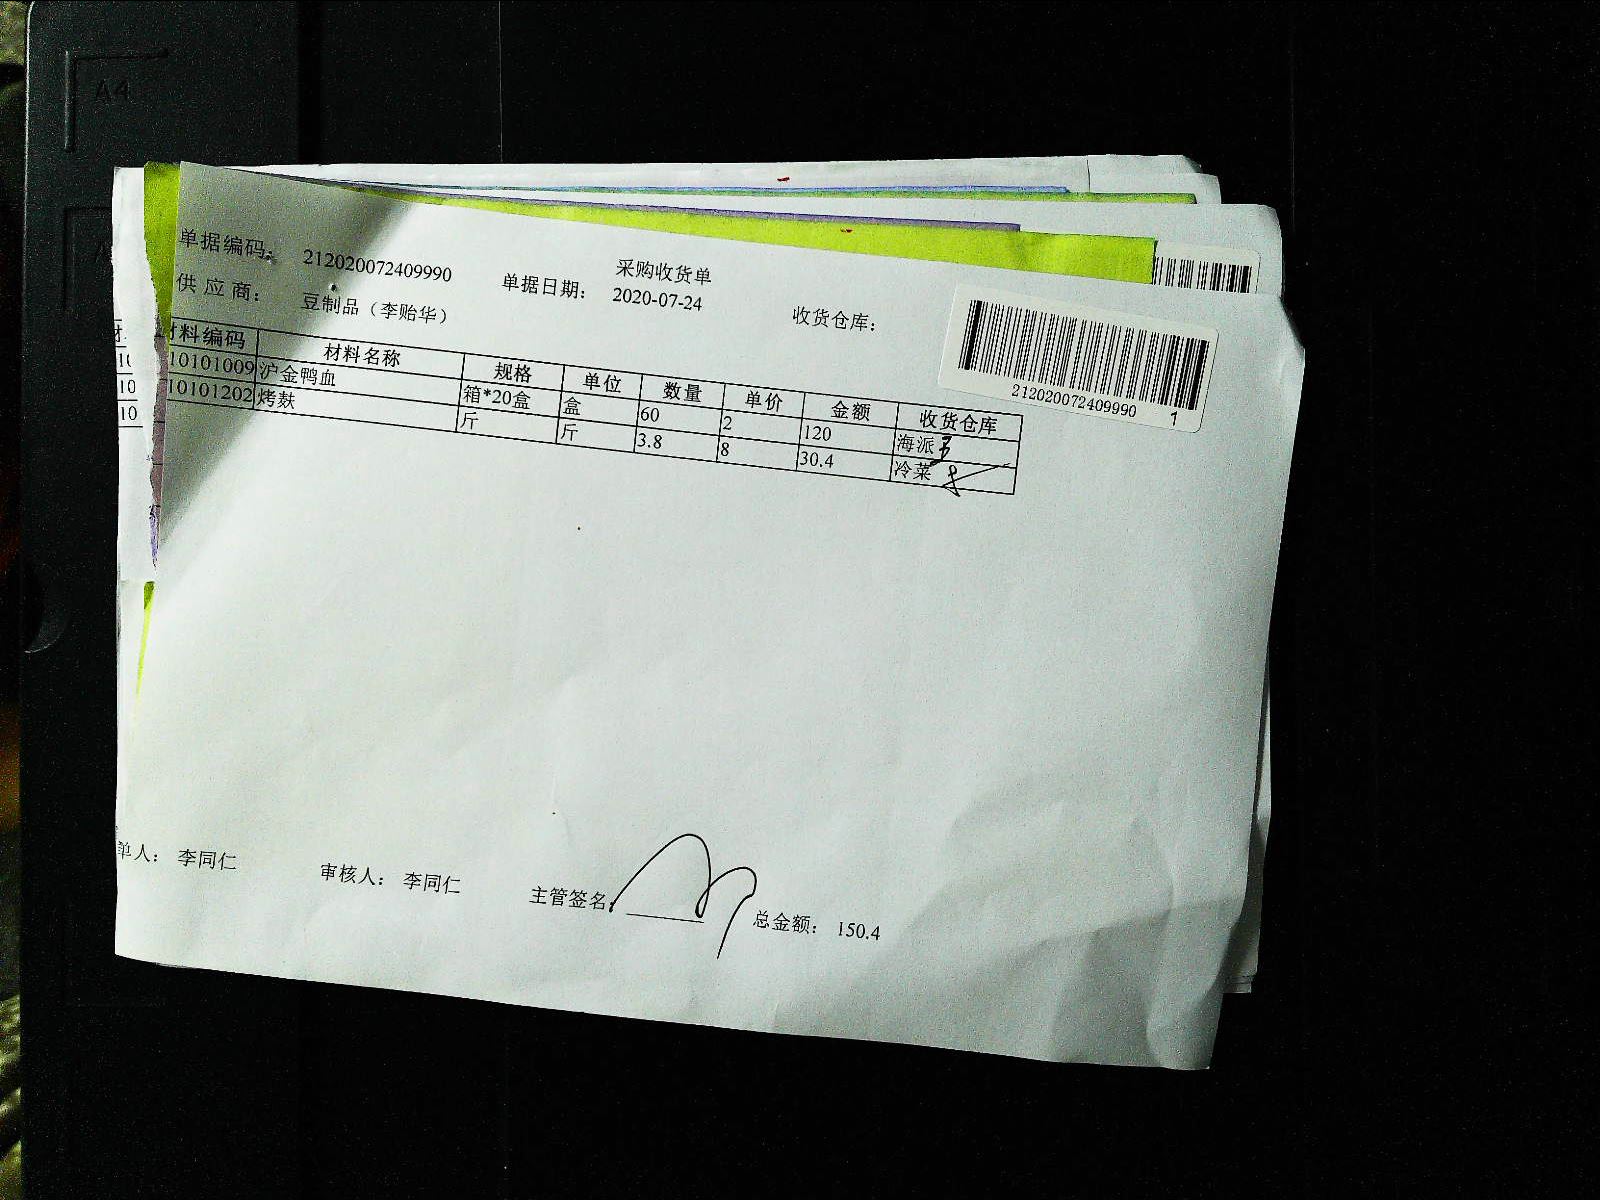 A4
采购收货单
单据编码: 212020072409990 单据日期: 2020-07-24 收货仓库:
供应商: 豆制品（李贻华）
212020072409990 1
材料编码 材料名称 规格 单位 数量 单价 金额 收货仓库
10101009 沪金鸭血 箱*20盒 盒 60 2 120 海派
10101202 烤麸 斤 斤 3.8 8 30.4 冷菜
10
10
10
单人: 李同仁 审核人: 李同仁 主管签名: 总金额: 150.4